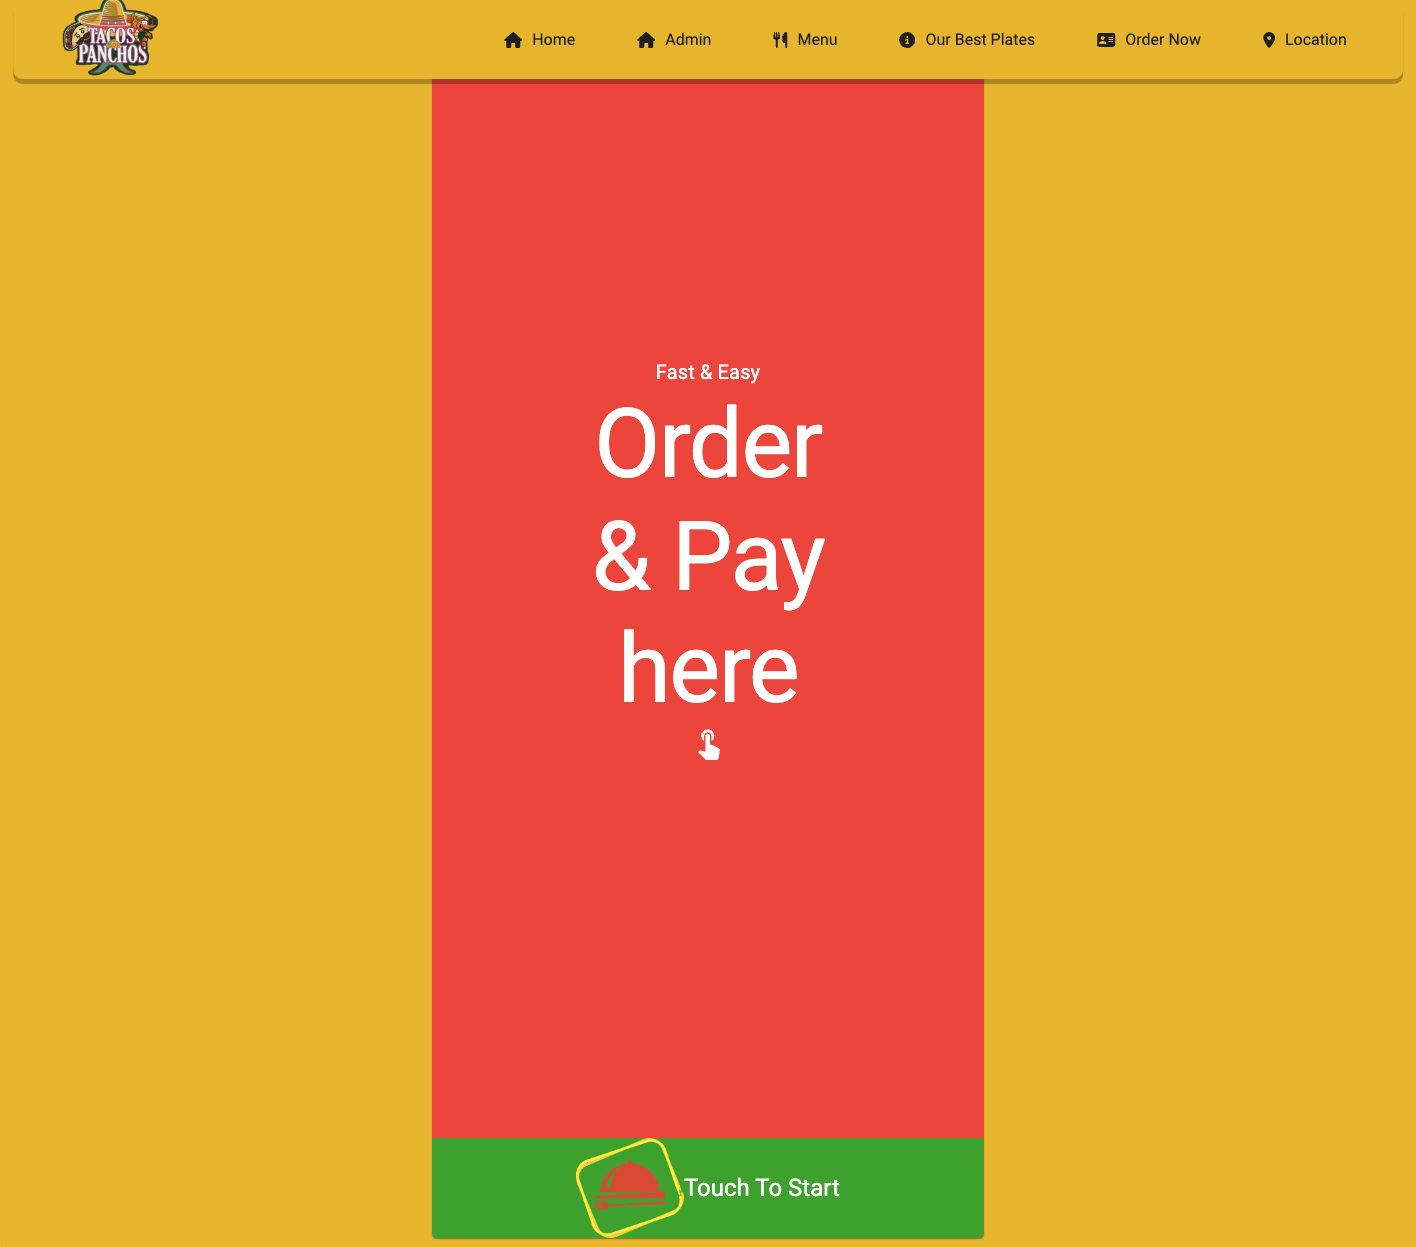 TACOS
PANCHOS
Home
Admin
Menu
Our Best Plates
Order Now
Location
Fast & Easy
Order
& Pay
here
Touch To Start